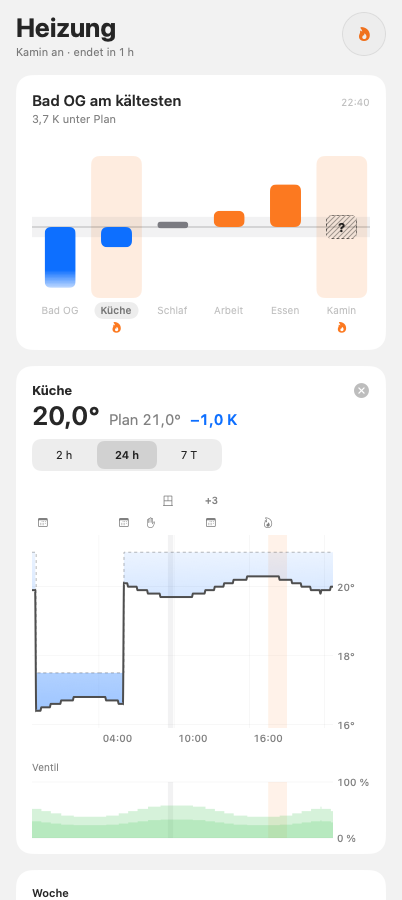 Heizung
Kamin an · endet in 1 h
Bad OG am kältesten
22:40
3,7 K unter Plan
?
Bad OG Küche Schlaf Arbeit Essen Kamin
Küche
20,0° Plan 21,0° −1,0 K
2 h 24 h 7 T
+3
20°
18°
16°
04:00 10:00 16:00
Ventil
100 %
0 %
Woche